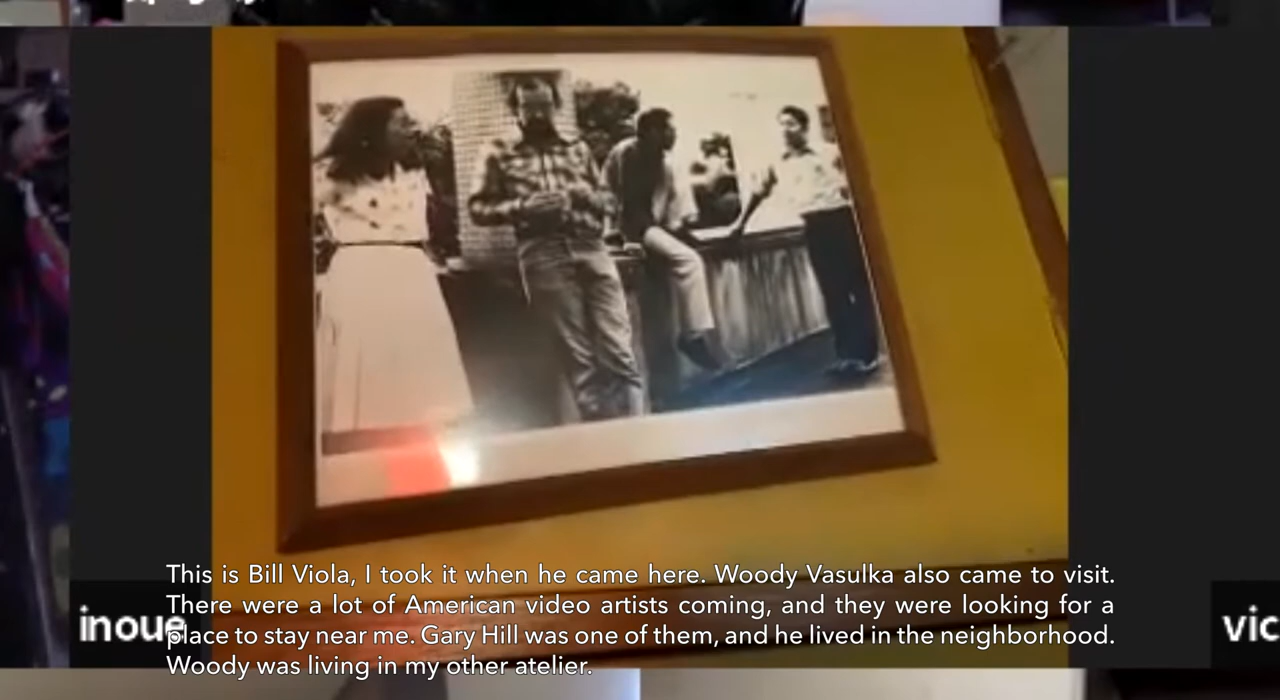 This is Bill Viola, I took it when he came here. Woody Vasulka also came to visit.
There were a lot of American video artists coming, and they were looking for a
place to stay near me. Gary Hill was one of them, and he lived in the neighborhood.
Woody was living in my other atelier.
inoue
vic